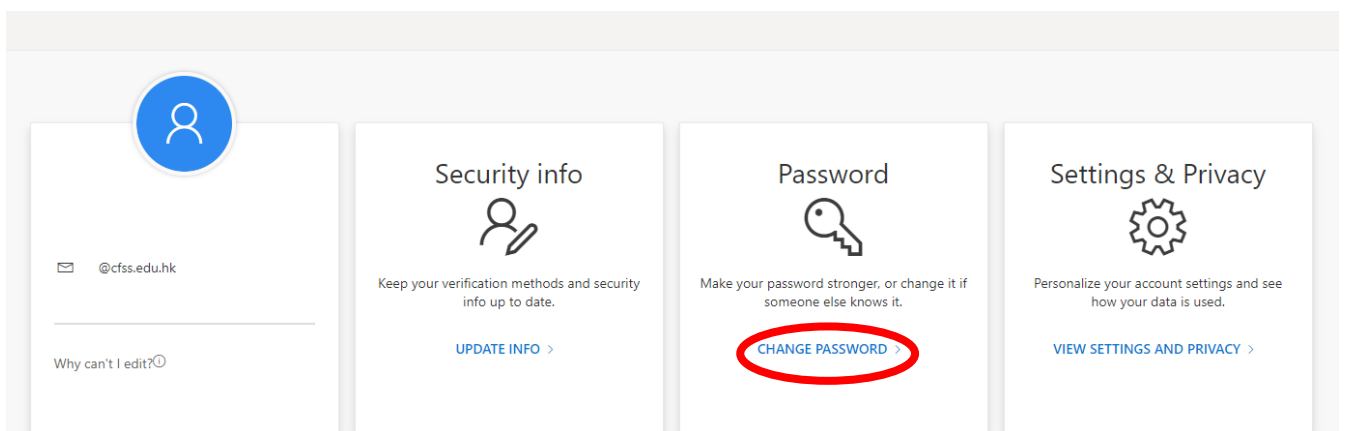 @cfss.edu.hk
Why can't I edit?
Security info
Keep your verification methods and security
info up to date.
UPDATE INFO >
Password
Make your password stronger, or change it if
someone else knows it.
CHANGE PASSWORD >
Settings & Privacy
Personalize your account settings and see
how your data is used.
VIEW SETTINGS AND PRIVACY >